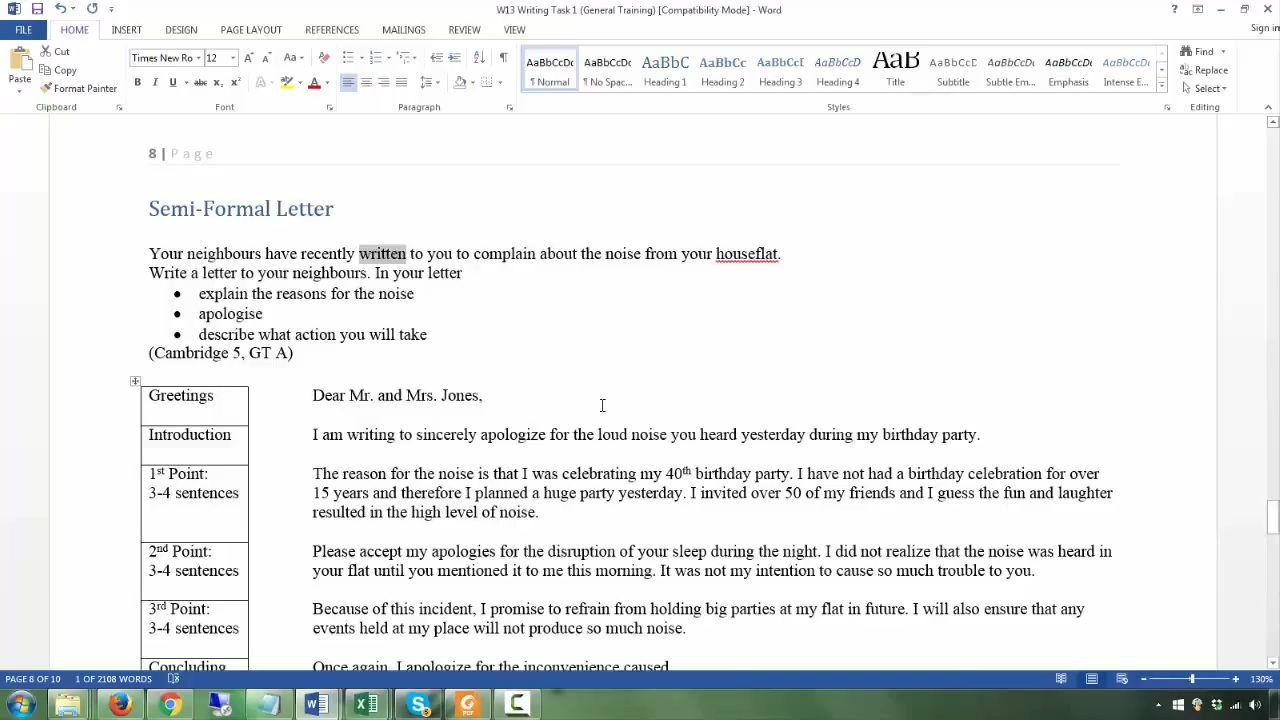 W13 Writing Task 1 (General Training) [Compatibility Mode] - Word
FILE HOME INSERT DESIGN PAGE LAYOUT REFERENCES MAILINGS REVIEW VIEW Sign in
Paste
Cut
Copy
Format Painter
Clipboard
Times New Ro 12
Font
Paragraph
AaBbCcDc AaBbCcDc AaBbC AaBbCc AaBbCcI AaBbCcD AaB AaBbCcD AaBbCcDc AaBbCcDc AaBbCcDc
¶ Normal ¶ No Spac... Heading 1 Heading 2 Heading 3 Heading 4 Title Subtitle Subtle Em... Emphasis Intense E...
Styles
Find
Replace
Select
Editing
8 | Page
Semi-Formal Letter
Your neighbours have recently written to you to complain about the noise from your houseflat.
Write a letter to your neighbours. In your letter
• explain the reasons for the noise
• apologise
• describe what action you will take
(Cambridge 5, GT A)
Greetings Dear Mr. and Mrs. Jones,
Introduction I am writing to sincerely apologize for the loud noise you heard yesterday during my birthday party.
1st Point: The reason for the noise is that I was celebrating my 40th birthday party. I have not had a birthday celebration for over
3-4 sentences 15 years and therefore I planned a huge party yesterday. I invited over 50 of my friends and I guess the fun and laughter
resulted in the high level of noise.
2nd Point: Please accept my apologies for the disruption of your sleep during the night. I did not realize that the noise was heard in
3-4 sentences your flat until you mentioned it to me this morning. It was not my intention to cause so much trouble to you.
3rd Point: Because of this incident, I promise to refrain from holding big parties at my flat in future. I will also ensure that any
3-4 sentences events held at my place will not produce so much noise.
Concluding Once again, I apologize for the inconvenience caused.
PAGE 8 OF 10 1 OF 2108 WORDS 130%